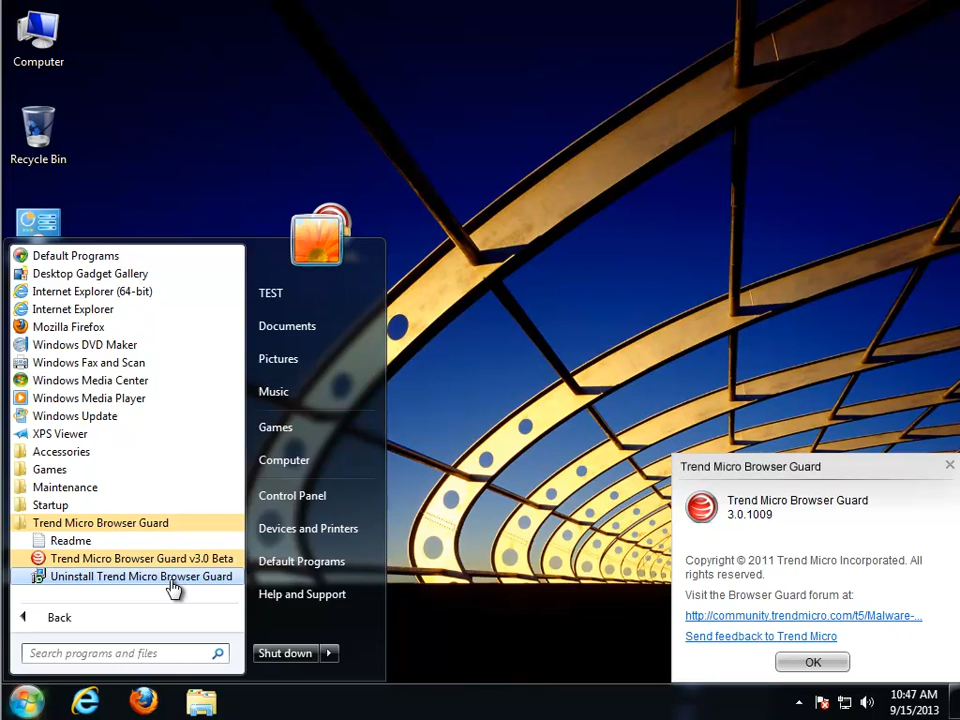 Computer
Recycle Bin
Default Programs
Desktop Gadget Gallery
Internet Explorer (64-bit)
Internet Explorer
Mozilla Firefox
Windows DVD Maker
Windows Fax and Scan
Windows Media Center
Windows Media Player
Windows Update
XPS Viewer
Accessories
Games
Maintenance
Startup
Trend Micro Browser Guard
Readme
Trend Micro Browser Guard v3.0 Beta
Uninstall Trend Micro Browser Guard
Back
Search programs and files
TEST
Documents
Pictures
Music
Games
Computer
Control Panel
Devices and Printers
Default Programs
Help and Support
Shut down
Trend Micro Browser Guard
Trend Micro Browser Guard
3.0.1009
Copyright © 2011 Trend Micro Incorporated. All
rights reserved.
Visit the Browser Guard forum at:
http://community.trendmicro.com/t5/Malware-...
Send feedback to Trend Micro
OK
10:47 AM
9/15/2013